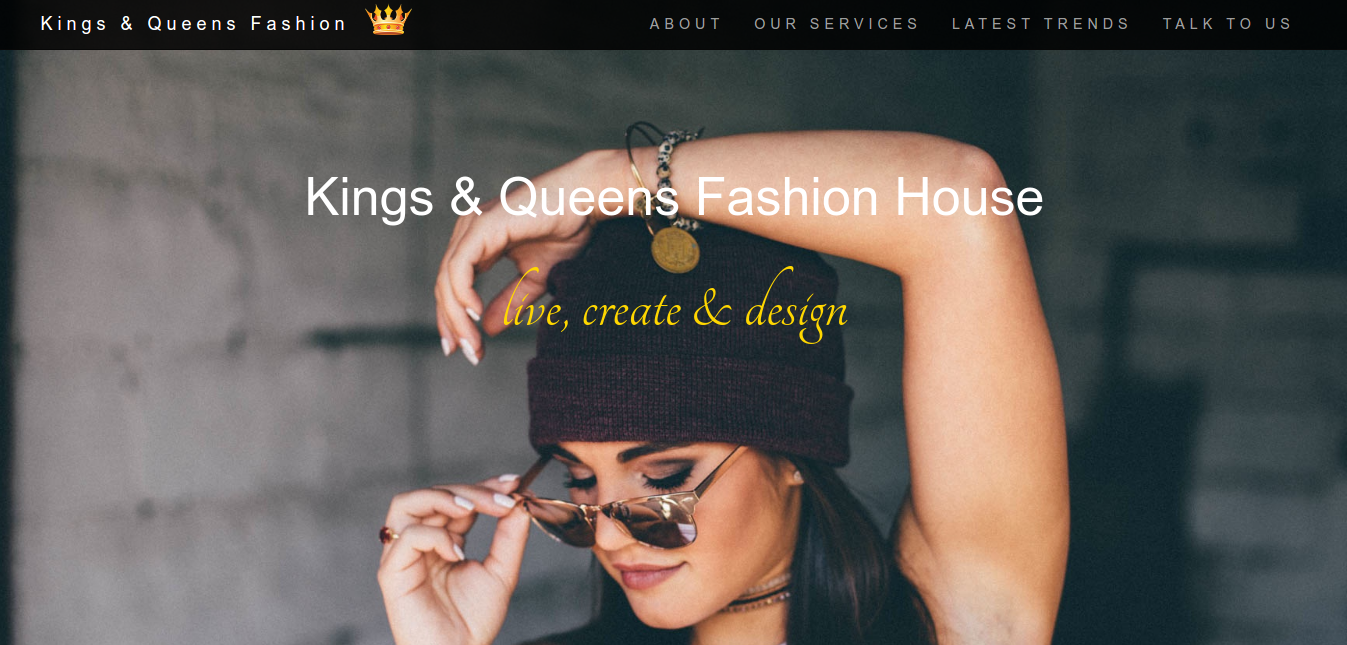 Kings & Queens Fashion
ABOUT OUR SERVICES LATEST TRENDS TALK TO US
Kings & Queens Fashion House
live, create & design